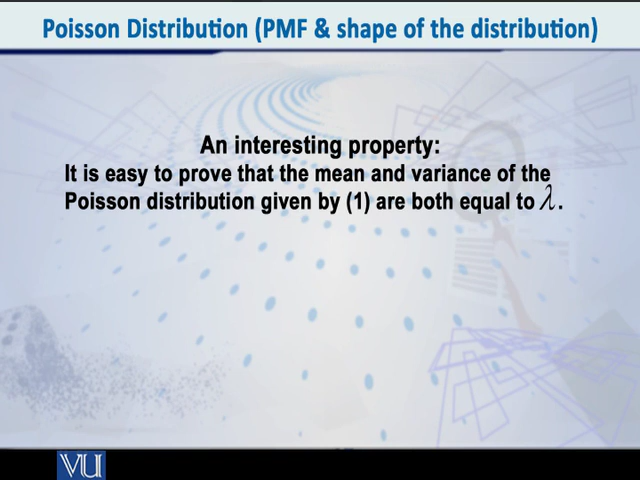 Poisson Distribution (PMF & shape of the distribution)
An interesting property:
It is easy to prove that the mean and variance of the
Poisson distribution given by (1) are both equal to λ.
VU